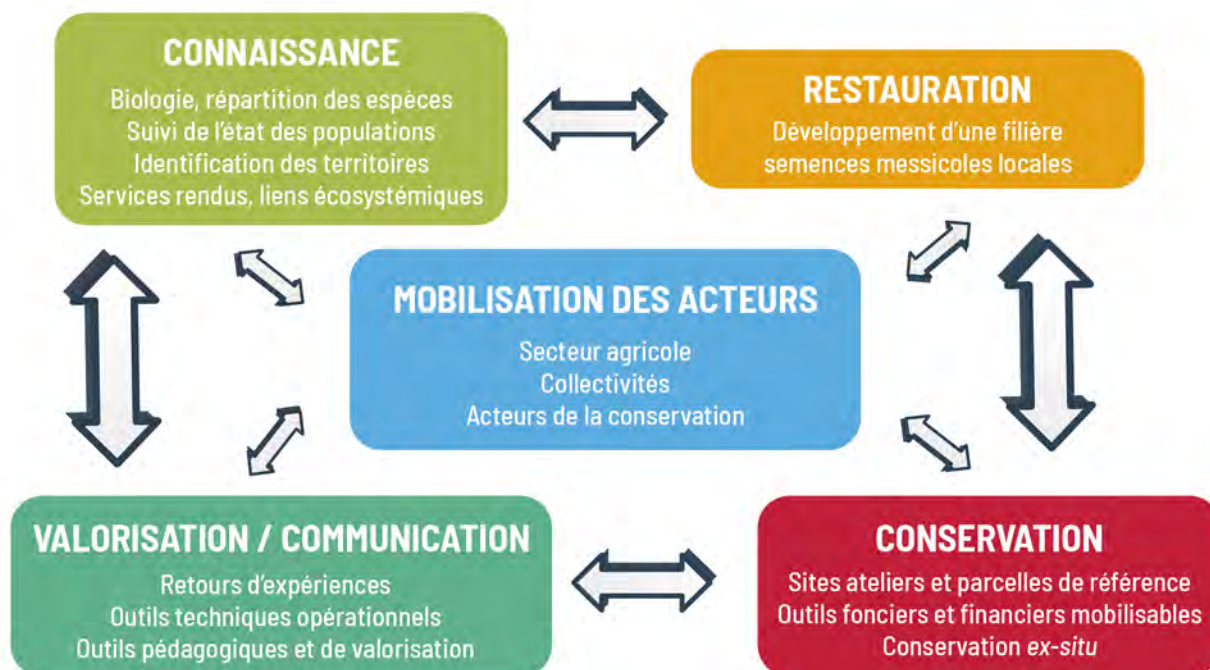 CONNAISSANCE
Biologie, répartition des espèces
Suivi de l'état des populations
Identification des territoires
Services rendus, liens écosystémiques
RESTAURATION
Développement d'une filière
semences messicoles locales
MOBILISATION DES ACTEURS
Secteur agricole
Collectivités
Acteurs de la conservation
VALORISATION / COMMUNICATION
Retours d'expériences
Outils techniques opérationnels
Outils pédagogiques et de valorisation
CONSERVATION
Sites ateliers et parcelles de référence
Outils fonciers et financiers mobilisables
Conservation ex-situ